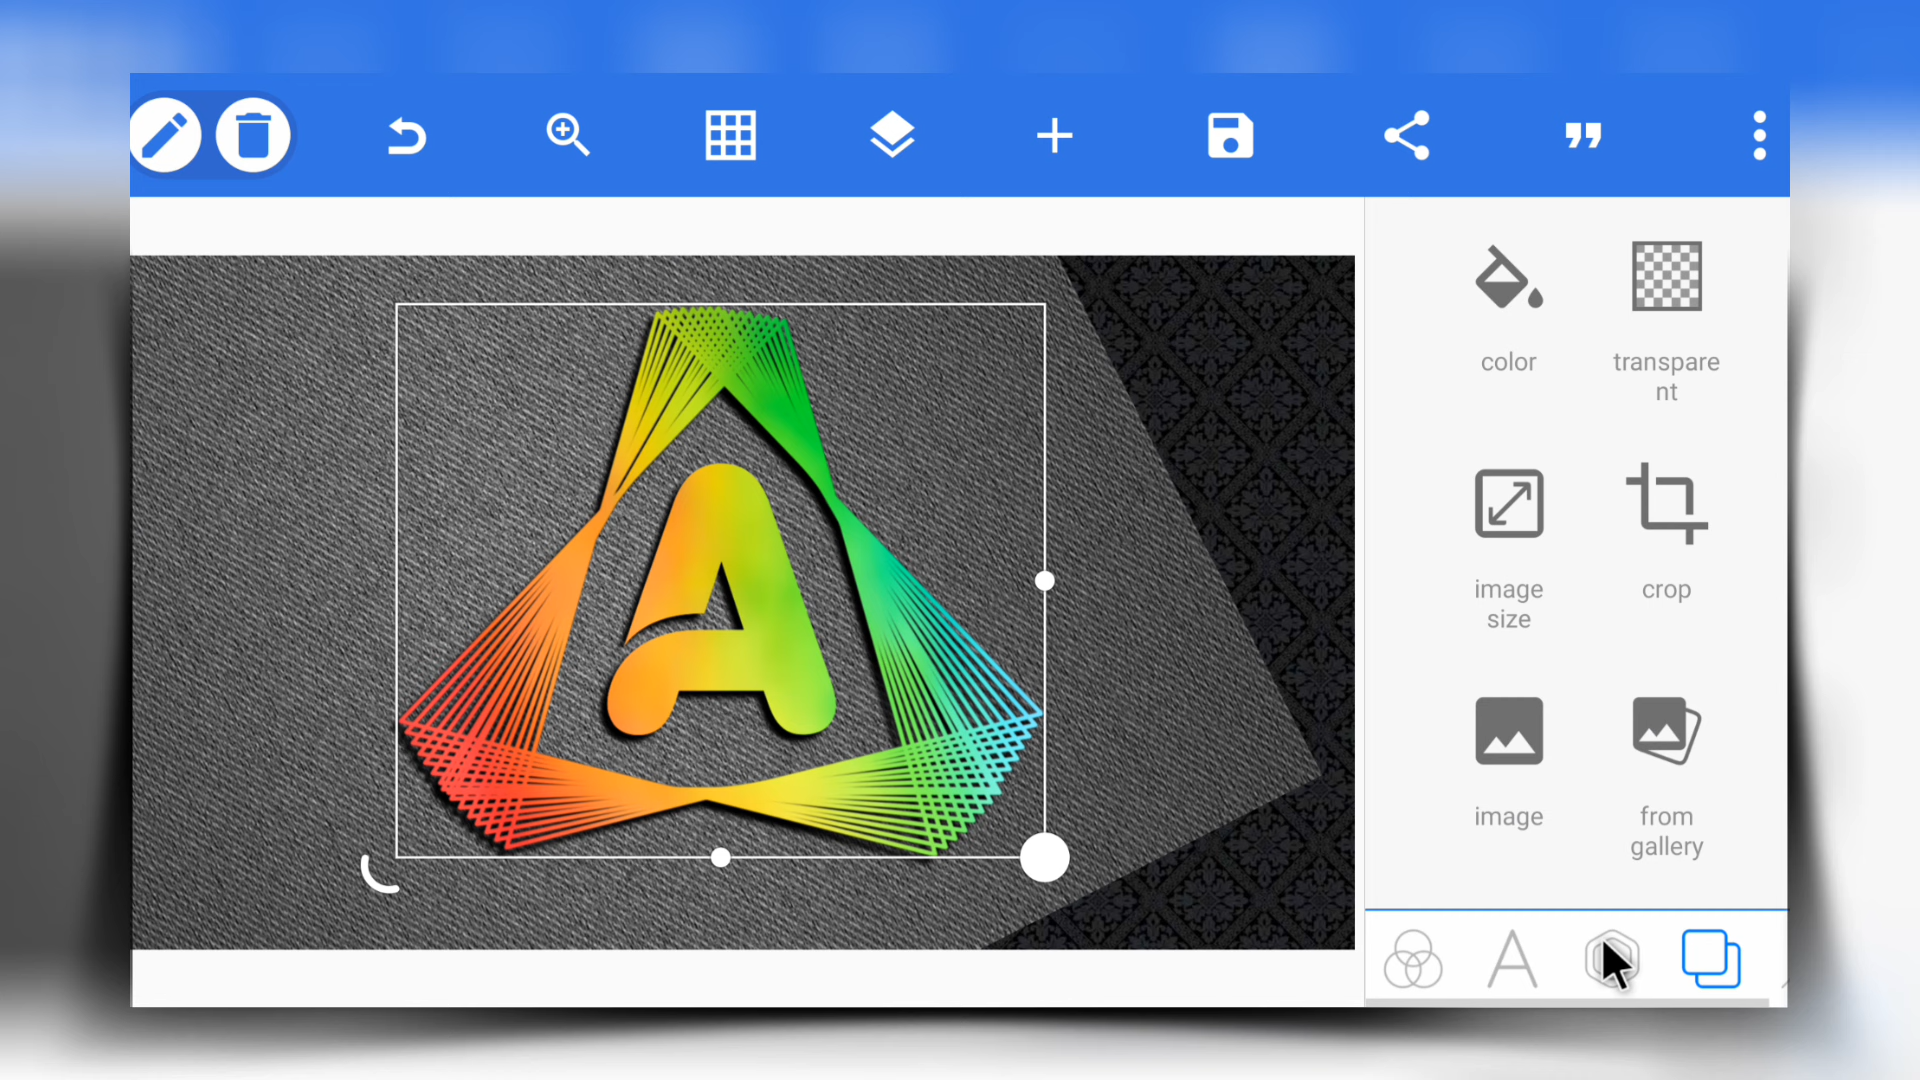 color
transpare
nt
image
size
crop
image
from
gallery
A